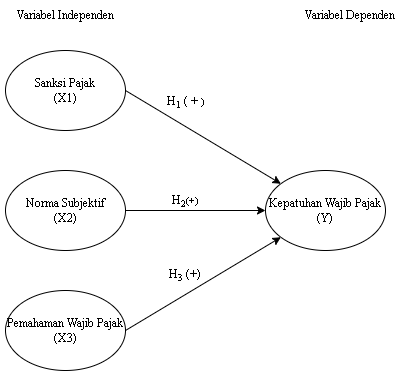 Variabel Independen
Variabel Dependen
Sanksi Pajak
(X1)
H1 ( + )
Norma Subjektif
(X2)
H2(+)
Kepatuhan Wajib Pajak
(Y)
H3 (+)
Pemahaman Wajib Pajak
(X3)